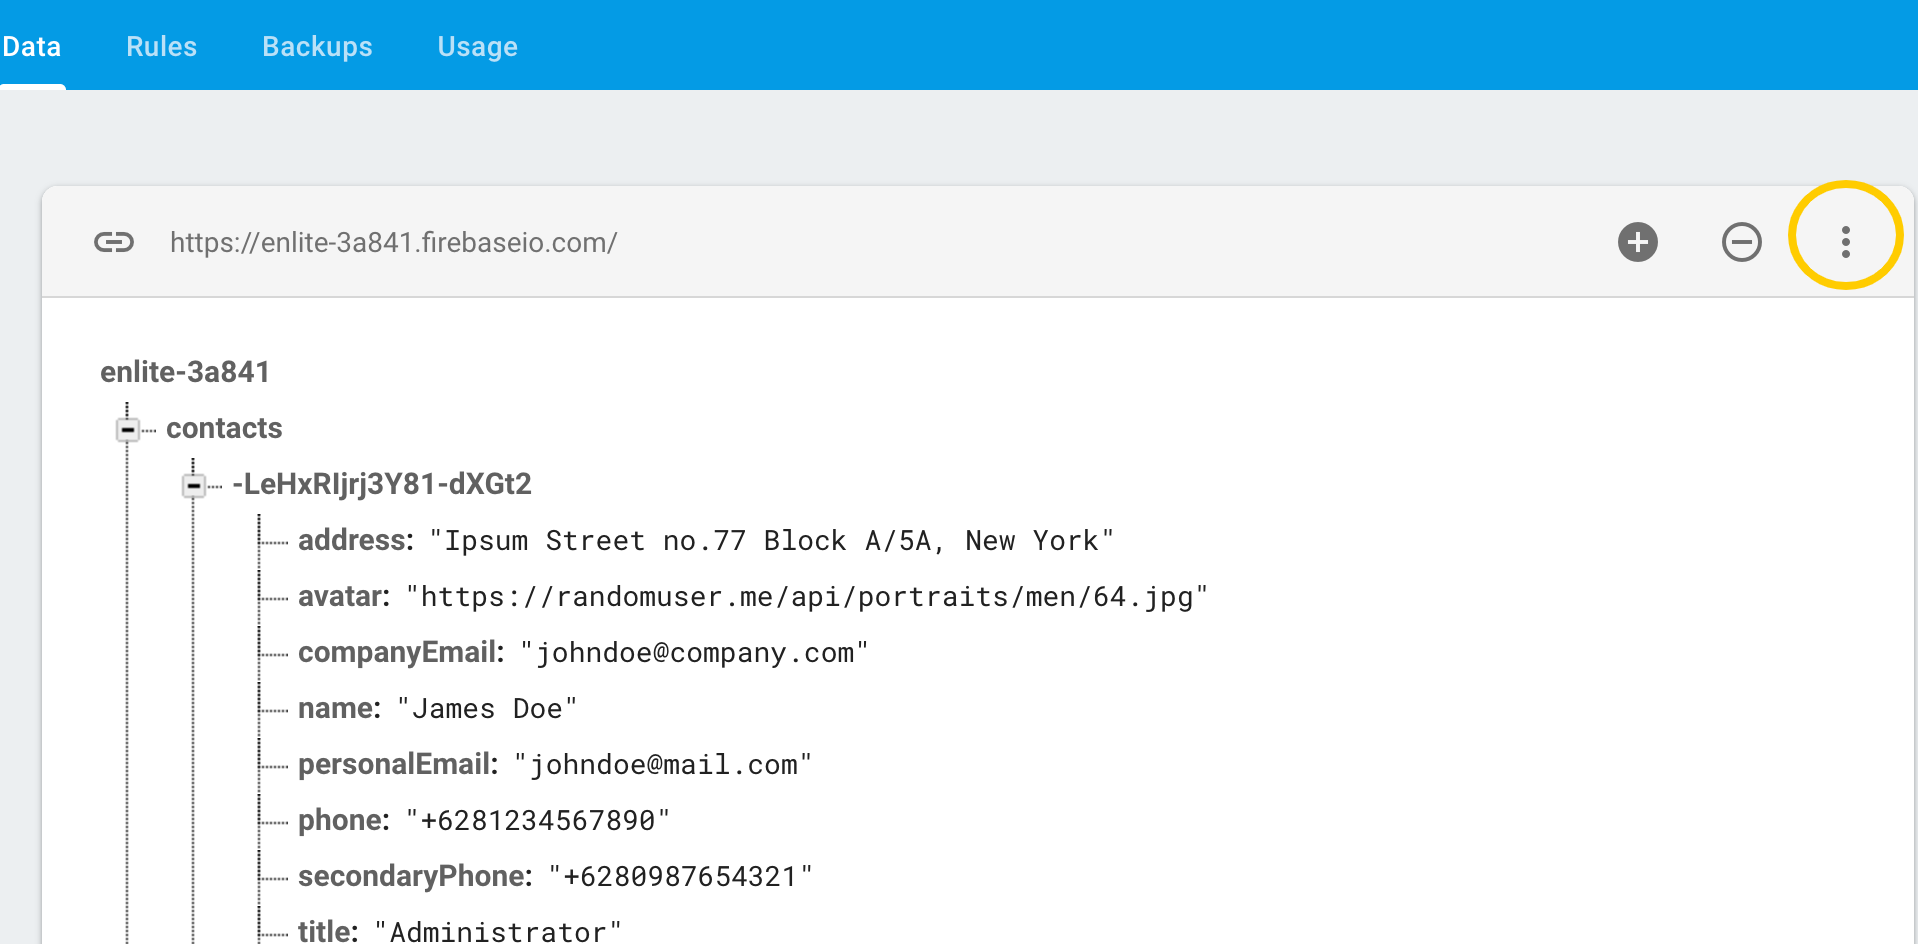 Data Rules Backups Usage
https://enlite-3a841.firebaseio.com/
enlite-3a841
contacts
-LeHxRIjrj3Y81-dXGt2
address: "Ipsum Street no.77 Block A/5A, New York"
avatar: "https://randomuser.me/api/portraits/men/64.jpg"
companyEmail: "johndoe@company.com"
name: "James Doe"
personalEmail: "johndoe@mail.com"
phone: "+6281234567890"
secondaryPhone: "+6280987654321"
title: "Administrator"